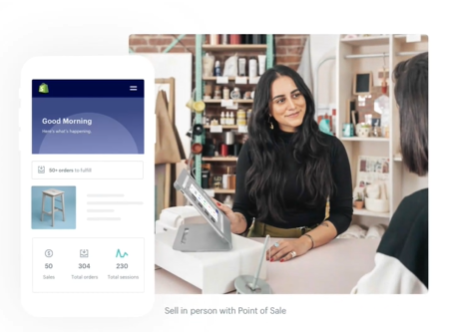 Good Morning
Here's what's happening.
50+ orders to fulfill
50
304
230
Sales
Total orders
Total sessions
Sell in person with Point of Sale